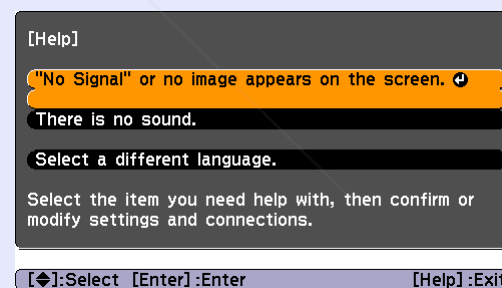 [Help]
"No Signal" or no image appears on the screen.
There is no sound.
Select a different language.
Select the item you need help with, then confirm or
modify settings and connections.
[◆]:Select [Enter]:Enter [Help]:Exit